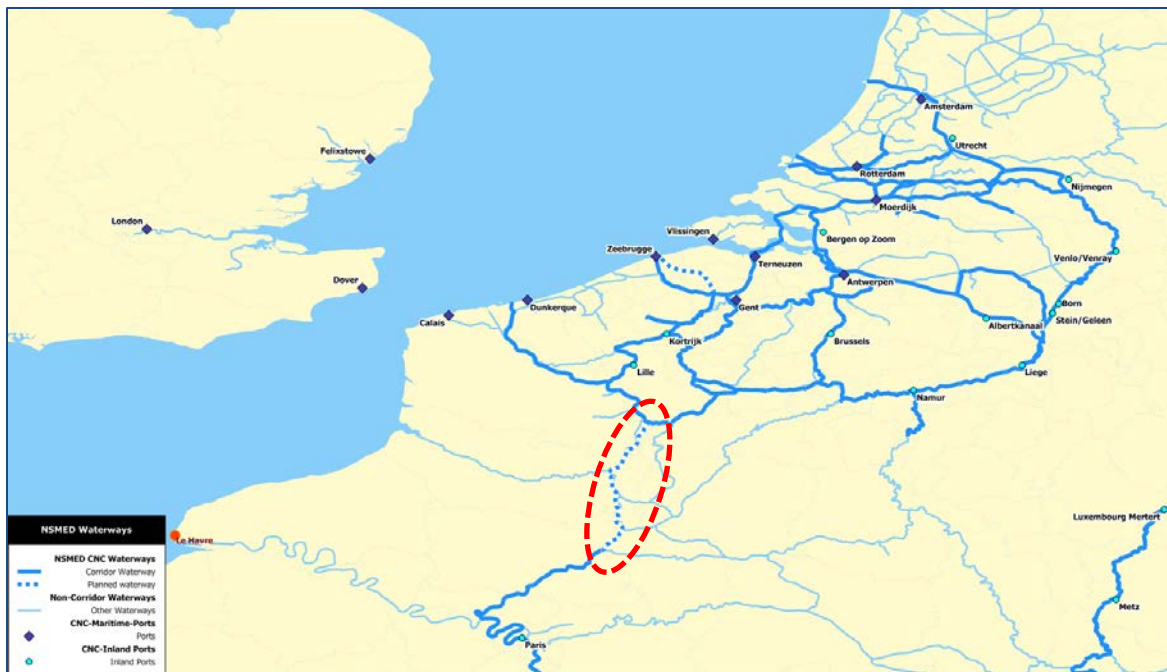 Amsterdam
Utrecht
Felixstowe
Rotterdam
Nijmegen
Moerdijk
London
Vlissingen
Bergen op Zoom
Zeebrugge
Terneuzen
Venlo/Venray
Dover
Antwerpen
Born
Dunkerque
Gent
Stein/Geleen
Calais
Albertkanaal
Kortrijk
Brussels
Lille
Liege
Namur
Luxembourg Mertert
NSMED Waterways
Le Havre
NSMED CNC Waterways
Corridor Waterway
Planned waterway
Non-Corridor Waterways
Other Waterways
Metz
CNC-Maritime-Ports
Ports
Paris
CNC-Inland Ports
Inland Ports